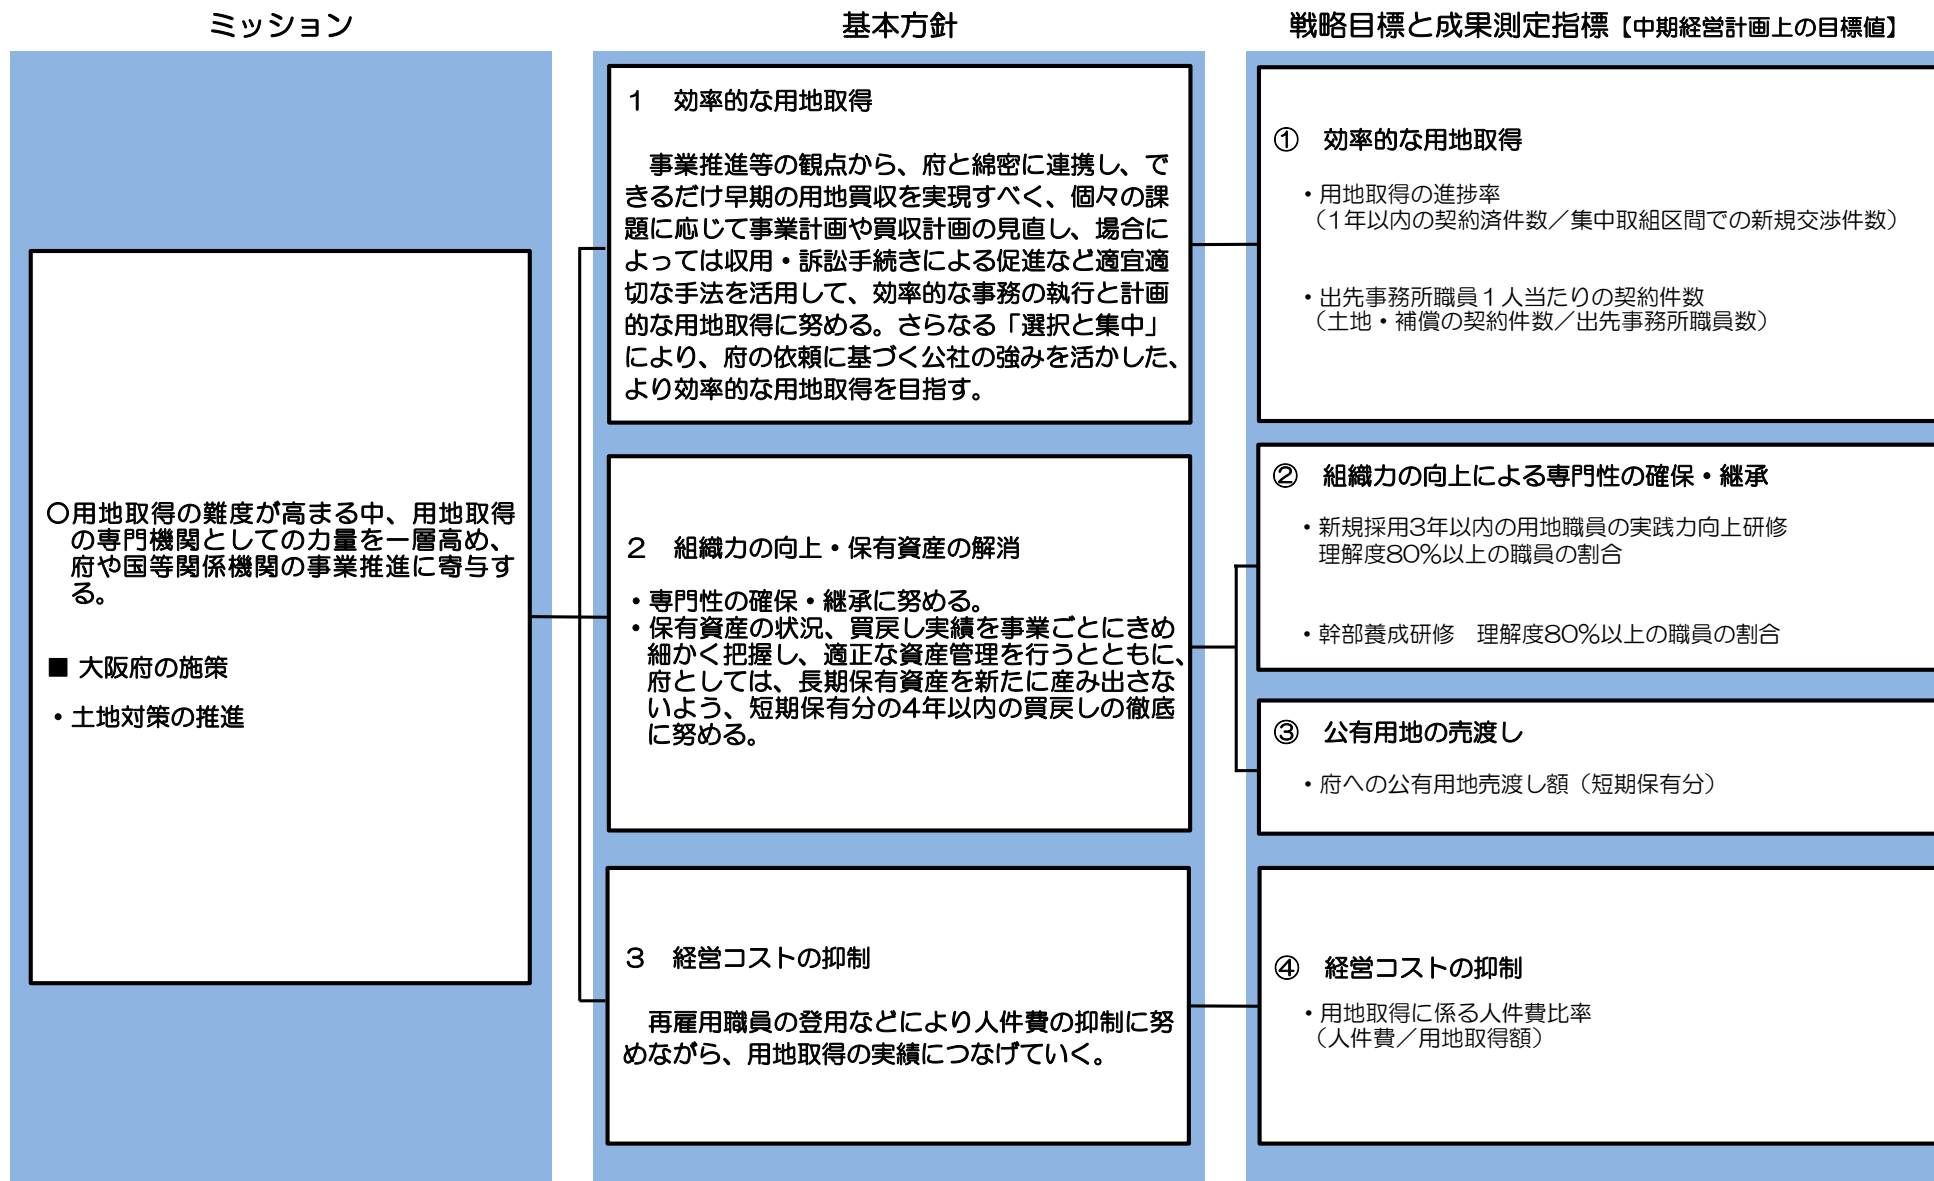 ミッション
基本方針
戦略目標と成果測定指標【中期経営計画上の目標値】
〇用地取得の難度が高まる中、用地取得
の専門機関としての力量を一層高め、
府や国等関係機関の事業推進に寄与す
る。
■ 大阪府の施策
・土地対策の推進
１　効率的な用地取得
事業推進等の観点から、府と綿密に連携し、で
きるだけ早期の用地買収を実現すべく、個々の課
題に応じて事業計画や買収計画の見直し、場合に
よっては収用・訴訟手続きによる促進など適宜適
切な手法を活用して、効率的な事務の執行と計画
的な用地取得に努める。さらなる「選択と集中」
により、府の依頼に基づく公社の強みを活かした、
より効率的な用地取得を目指す。
２　組織力の向上・保有資産の解消
・専門性の確保・継承に努める。
・保有資産の状況、買戻し実績を事業ごとにきめ
細かく把握し、適正な資産管理を行うとともに、
府としては、長期保有資産を新たに産み出さな
いよう、短期保有分の4年以内の買戻しの徹底
に努める。
３　経営コストの抑制
再雇用職員の登用などにより人件費の抑制に努
めながら、用地取得の実績につなげていく。
①　効率的な用地取得
・用地取得の進捗率
（1年以内の契約済件数／集中取組区間での新規交渉件数）
・出先事務所職員１人当たりの契約件数
（土地・補償の契約件数／出先事務所職員数）
②　組織力の向上による専門性の確保・継承
・新規採用3年以内の用地職員の実践力向上研修
理解度80％以上の職員の割合
・幹部養成研修　理解度80％以上の職員の割合
③　公有用地の売渡し
・府への公有用地売渡し額（短期保有分）
④　経営コストの抑制
・用地取得に係る人件費比率
（人件費／用地取得額）